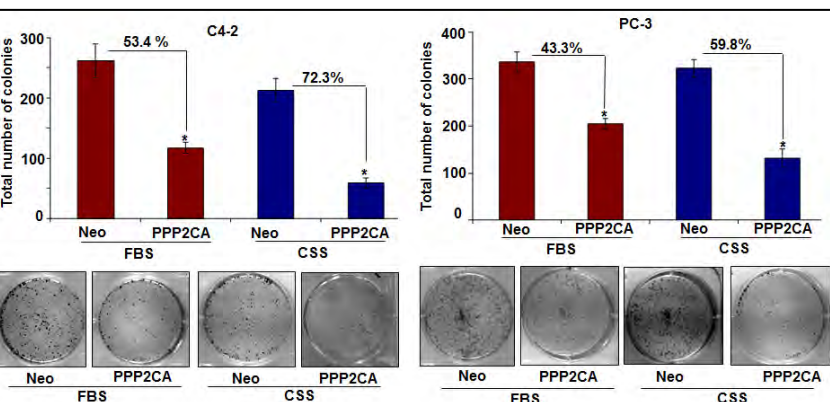 C4-2
Total number of colonies
300
200
100
0
53.4 %
72.3%
*
*
Neo PPP2CA Neo PPP2CA
FBS CSS
Neo PPP2CA Neo PPP2CA
FBS CSS
PC-3
Total number of colonies
400
300
200
100
0
43.3%
59.8%
*
*
Neo PPP2CA Neo PPP2CA
FBS CSS
Neo PPP2CA Neo PPP2CA
FBS CSS